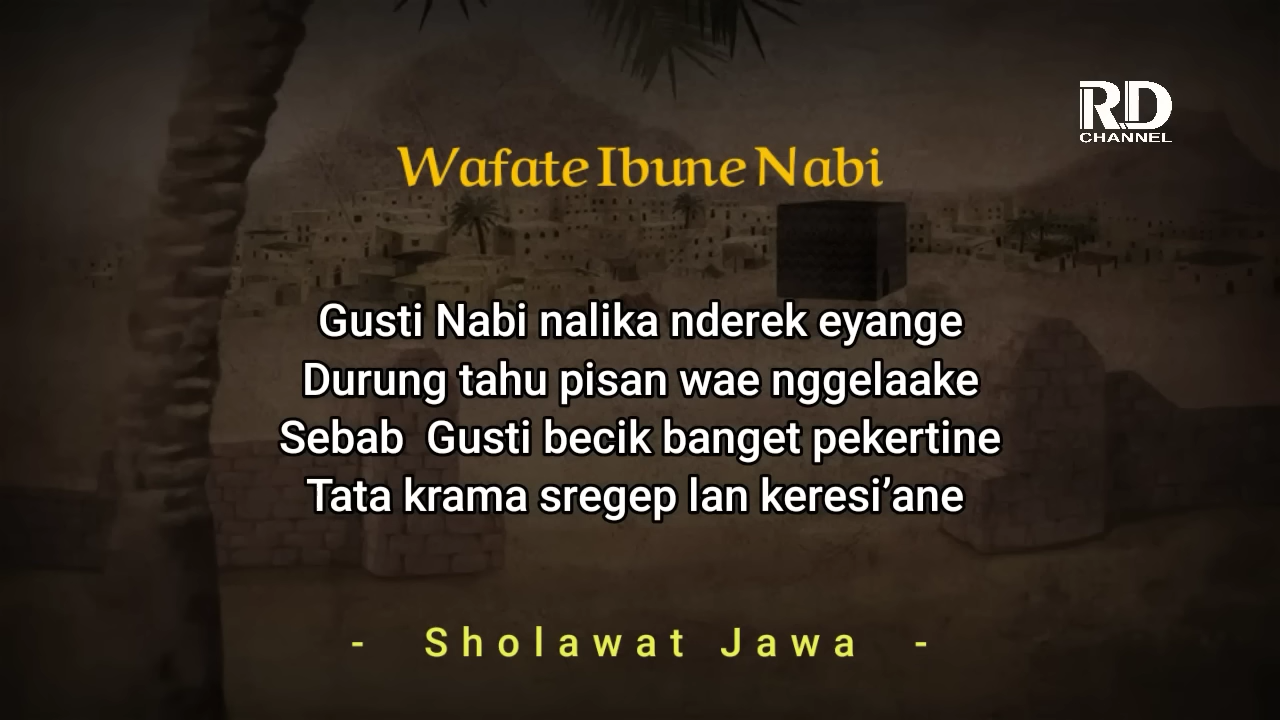 RD
CHANNEL
Wafate Ibune Nabi
Gusti Nabi nalika nderek eyange
Durung tahu pisan wae nggelaake
Sebab  Gusti becik banget pekertine
Tata krama sregep lan keresi’ane
- Sholawat Jawa -